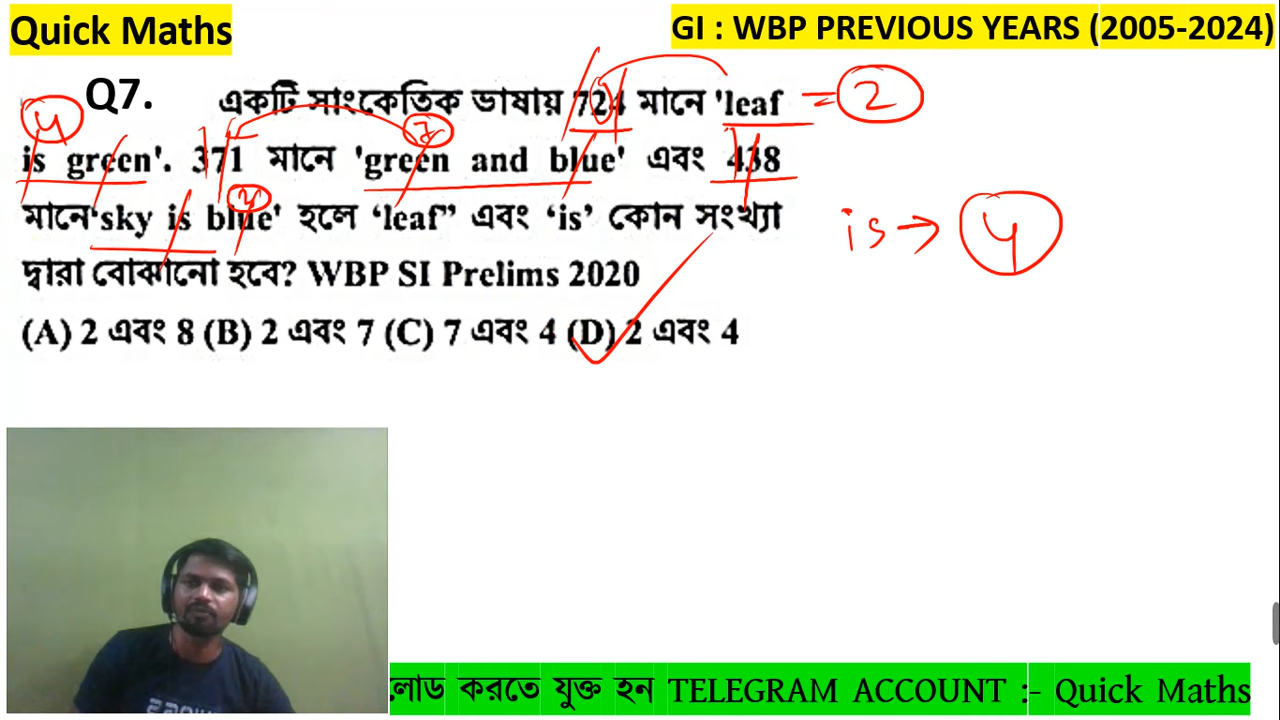 Quick Maths
GI : WBP PREVIOUS YEARS (2005-2024)
Q7. একটি সাংকেতিক ভাষায় 724 মানে 'leaf = 2
4
is green'. 371 মানে 'green and blue' এবং 438
7
মানে 'sky is blue' হলে ‘leaf” এবং ‘is’ কোন সংখ্যা
is → 4
দ্বারা বোঝানো হবে? WBP SI Prelims 2020
(A) 2 এবং 8 (B) 2 এবং 7 (C) 7 এবং 4 (D) 2 এবং 4
লোড করতে যুক্ত হন TELEGRAM ACCOUNT :- Quick Maths